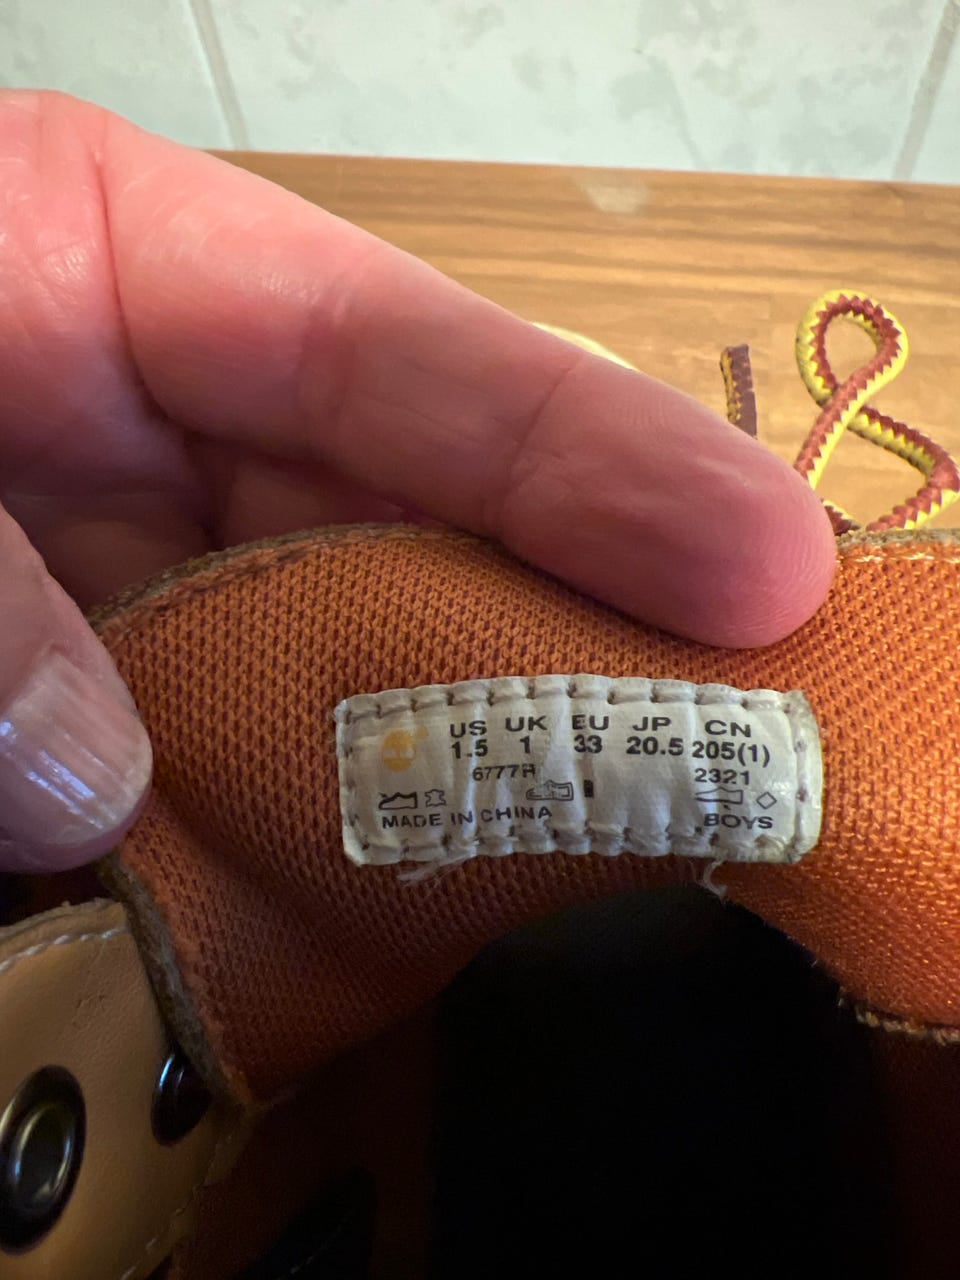 US UK EU JP CN
1.5 1 33 20.5 205(1)
6777R 2321
MADE IN CHINA BOYS